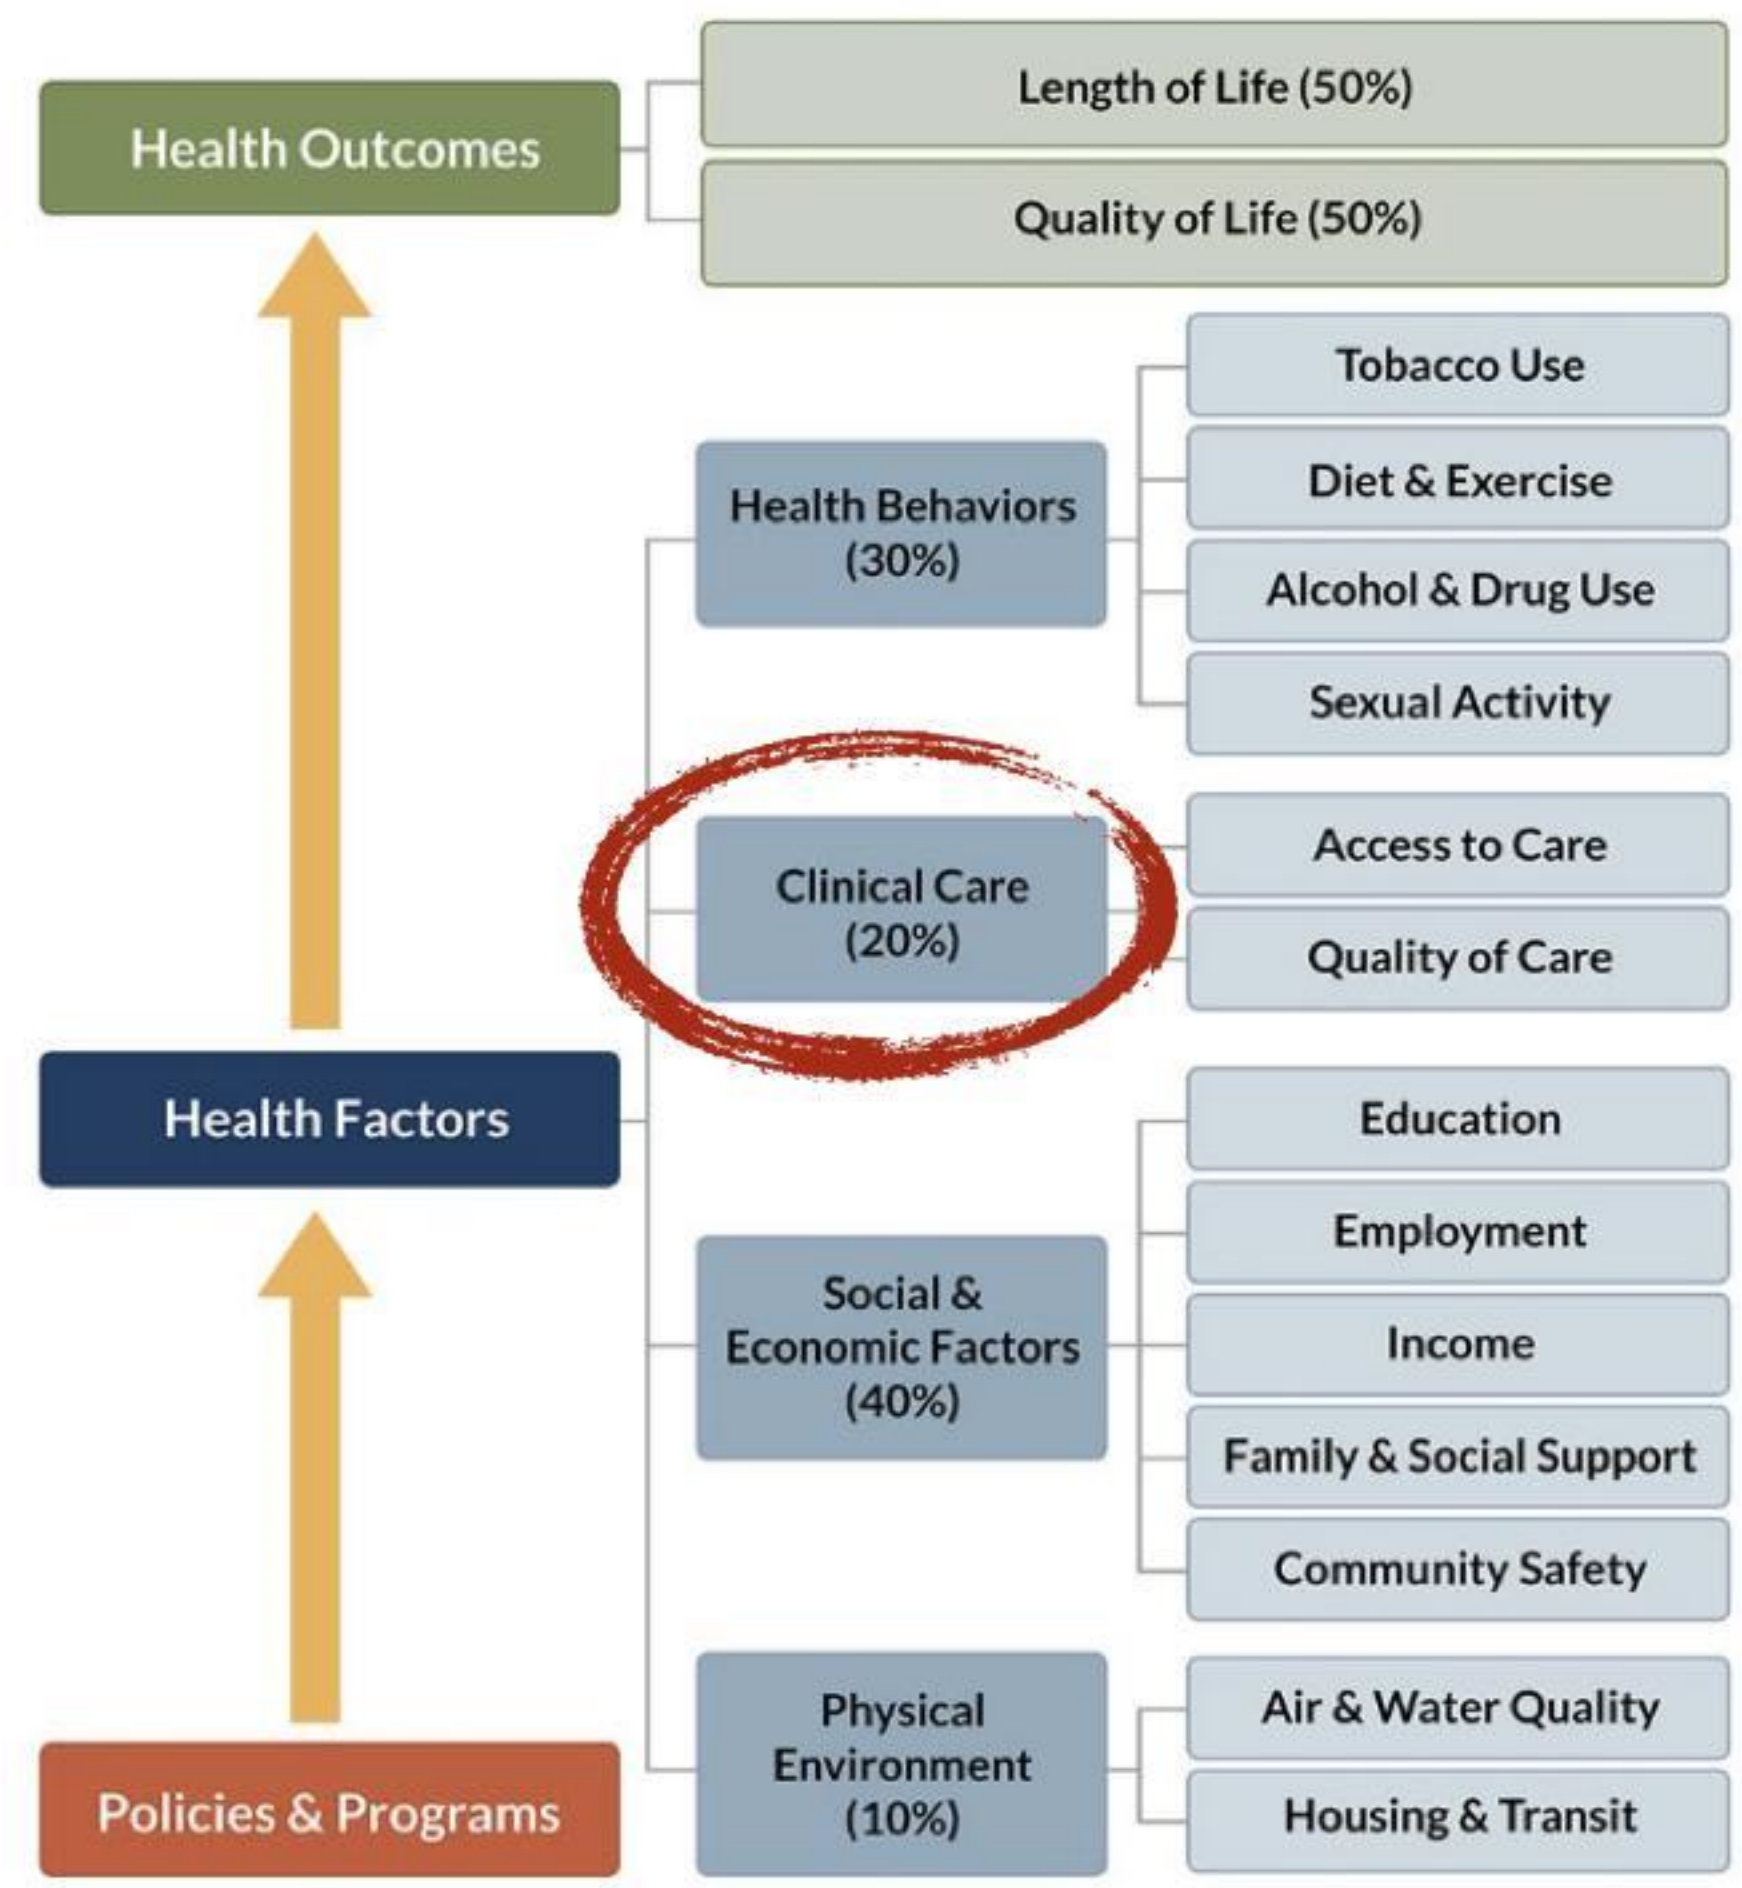 Health Outcomes
Length of Life (50%)
Quality of Life (50%)
Health Factors
Health Behaviors
(30%)
Tobacco Use
Diet & Exercise
Alcohol & Drug Use
Sexual Activity
Clinical Care
(20%)
Access to Care
Quality of Care
Social &
Economic Factors
(40%)
Education
Employment
Income
Family & Social Support
Community Safety
Physical
Environment
(10%)
Air & Water Quality
Housing & Transit
Policies & Programs